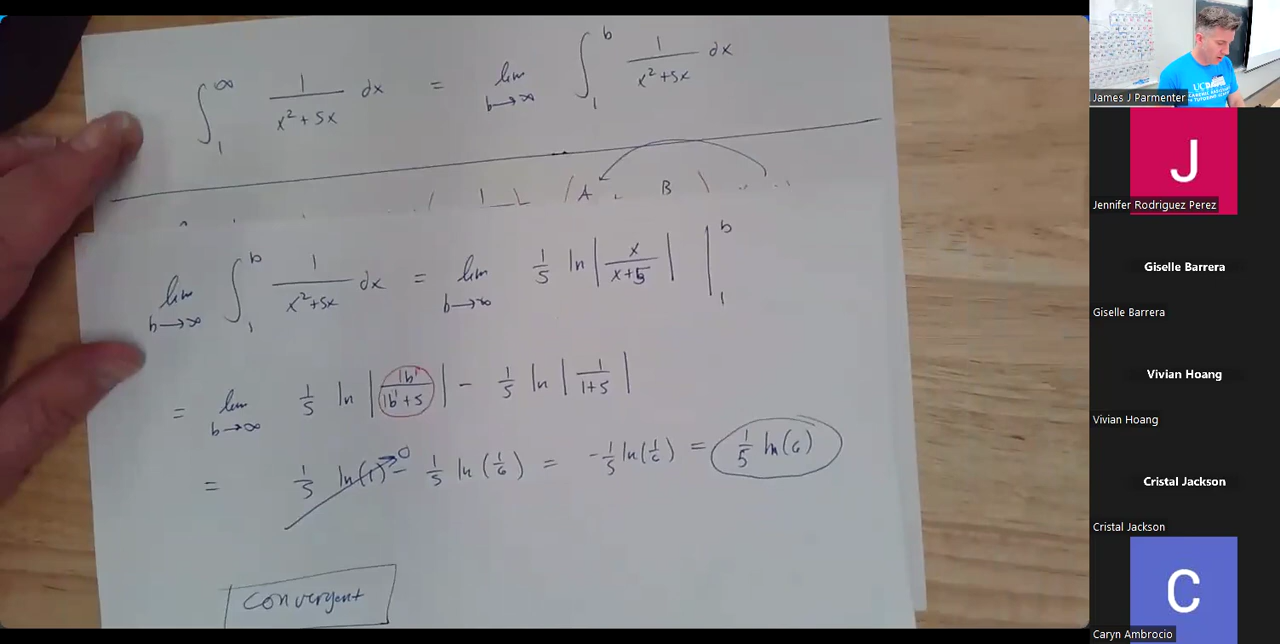 ∫₁^∞ 1/(x² + 5x) dx = lim b→∞ ∫₁^b 1/(x² + 5x) dx
A B
lim b→∞ ∫₁^b 1/(x²+5x) dx = lim b→∞ 1/5 ln|x/(x+5)| |₁^b
= lim b→∞ 1/5 ln|1b¹/(1b¹+5)| − 1/5 ln|1/(1+5)|
= 1/5 ln(1)→0 − 1/5 ln(1/6) = −1/5 ln(1/6) = 1/5 ln(6)
Convergent
UC
James J Parmenter
J
Jennifer Rodriguez Perez
Giselle Barrera
Giselle Barrera
Vivian Hoang
Vivian Hoang
Cristal Jackson
Cristal Jackson
C
Caryn Ambrocio